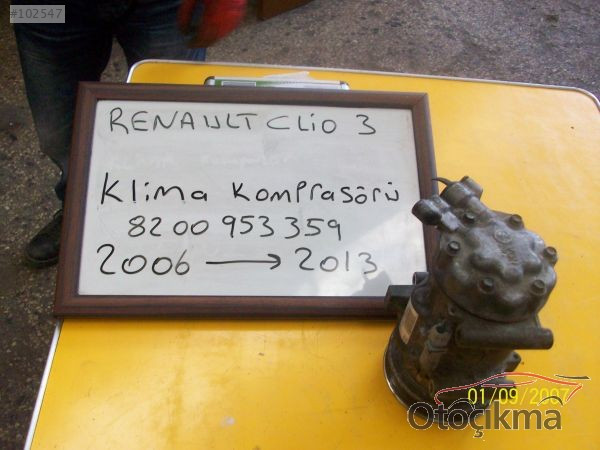 #102547
RENAULT CLIO 3
Klima Komprasörü
8200 953 359
2006 → 2013
01/09/2007
Otoçıkma